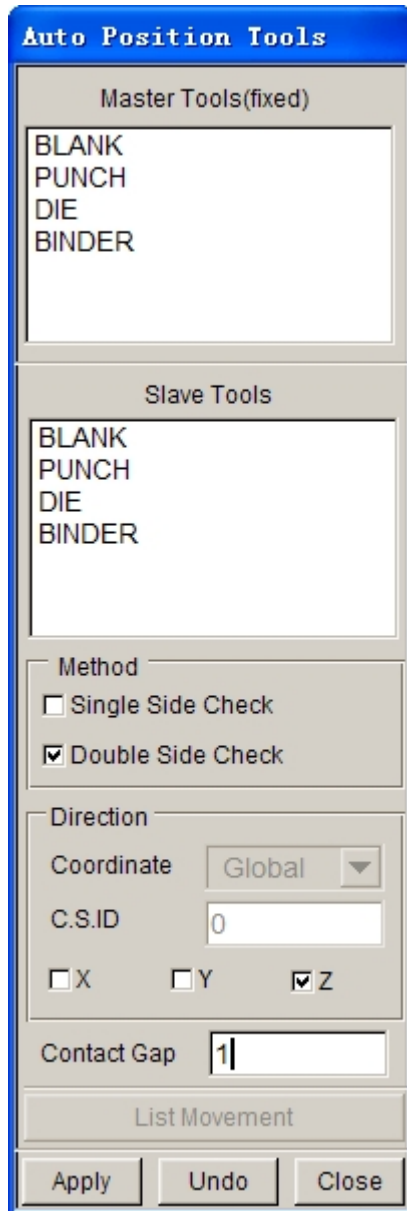 Auto Position Tools
Master Tools(fixed)
BLANK
PUNCH
DIE
BINDER
Slave Tools
BLANK
PUNCH
DIE
BINDER
Method
Single Side Check
Double Side Check
Direction
Coordinate Global
C.S.ID 0
X Y Z
Contact Gap 1
List Movement
Apply Undo Close